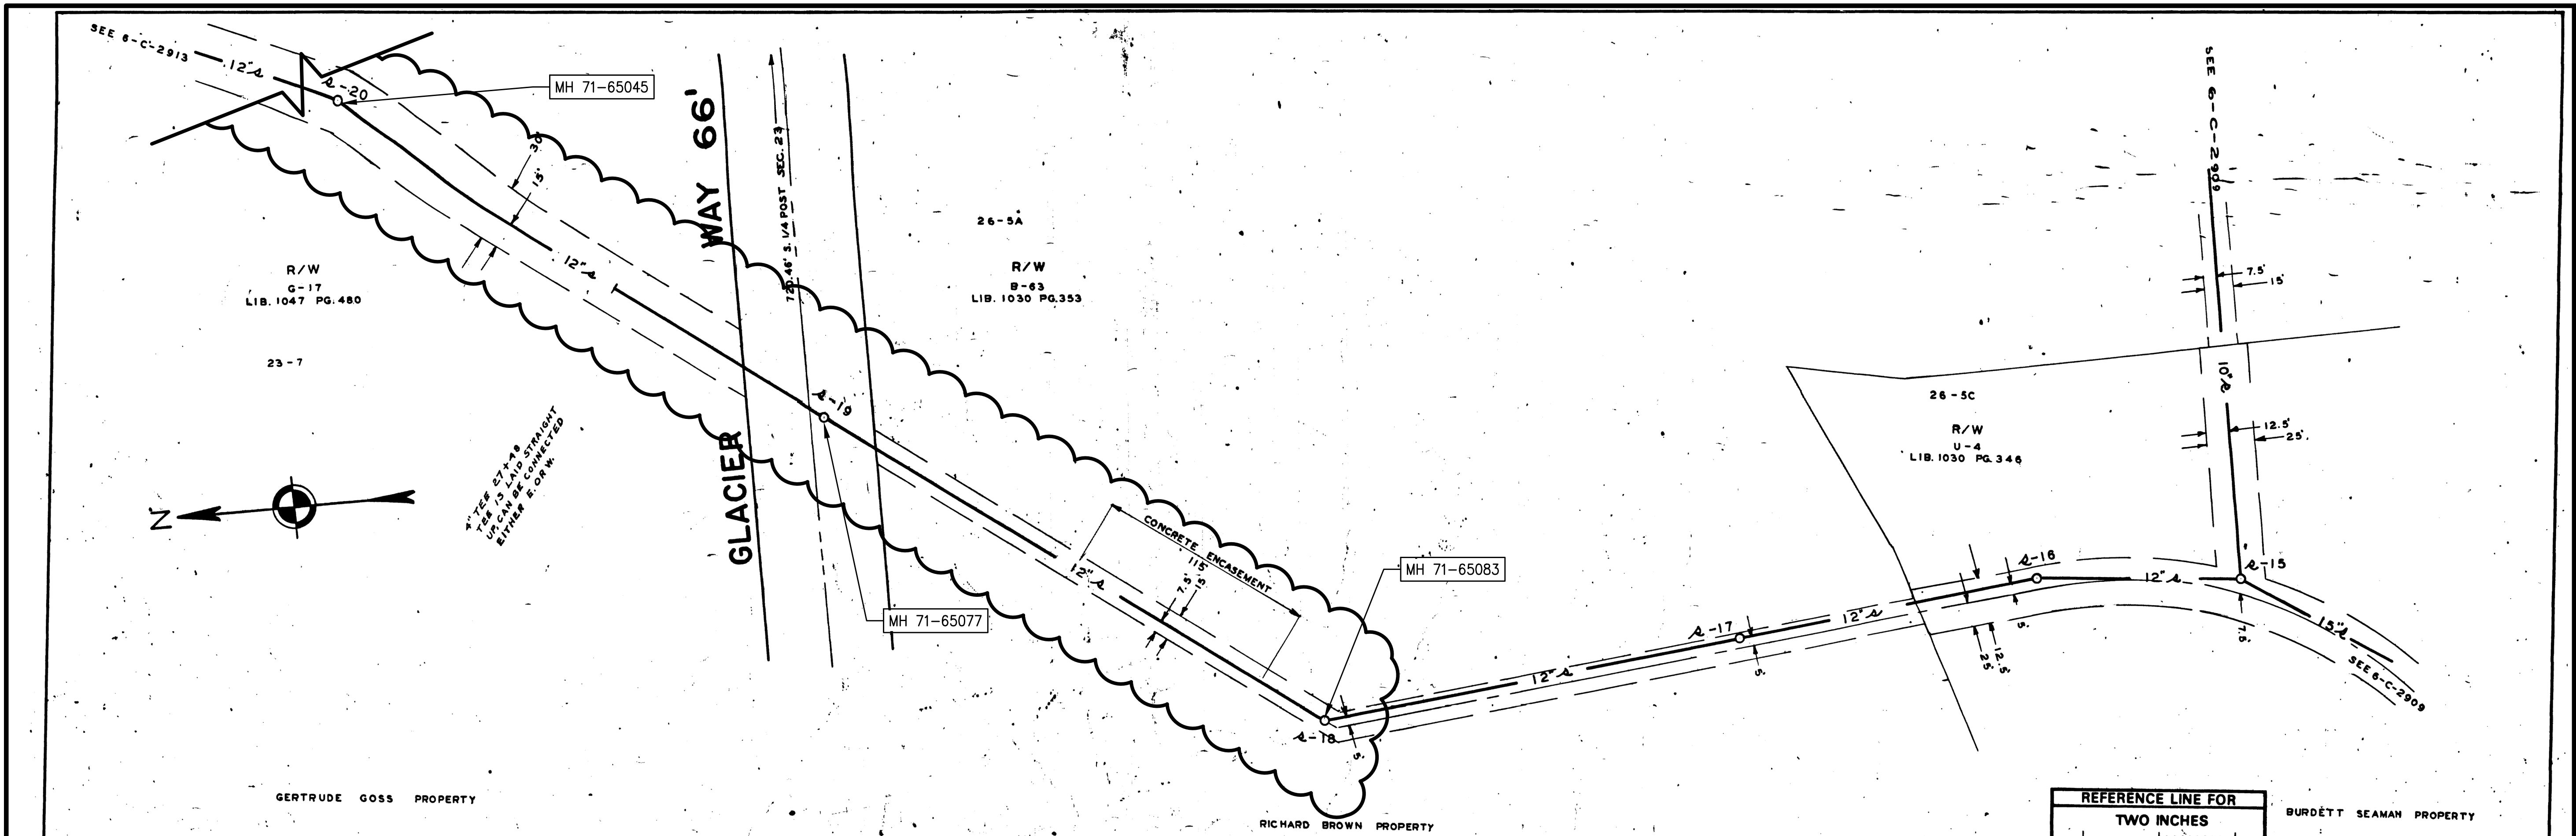 SEE 6-C-2913
12" s
s-20
MH 71-65045
30'
15'
12" s
GLACIER WAY 66'
720.46' S. 1/4 POST SEC. 23
R/W
G-17
LIB. 1047 PG. 480
23-7
4" TEE 27+48
TEE IS LAID STRAIGHT
UP, CAN BE CONNECTED
EITHER E. OR W.
N
26-5A
R/W
B-63
LIB. 1030 PG. 353
s-19
MH 71-65077
12" s
CONCRETE ENCASEMENT
115'
7.5'
15'
MH 71-65083
s-18
5'
12" s
s-17
5'
12" s
SEE 6-C-2909
7.5'
15'
10" s
26-5C
R/W
U-4
LIB. 1030 PG. 346
12.5'
25'
s-16
5'
12.5'
25'
12" s
s-15
7.5'
15" s
SEE 6-C-2909
GERTRUDE GOSS PROPERTY
RICHARD BROWN PROPERTY
REFERENCE LINE FOR
TWO INCHES
BURDETT SEAMAN PROPERTY